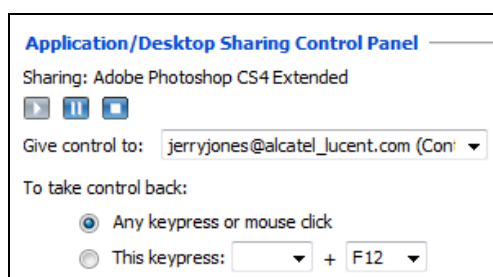 Application/Desktop Sharing Control Panel
Sharing: Adobe Photoshop CS4 Extended
Give control to: jerryjones@alcatel_lucent.com (Con
To take control back:
Any keypress or mouse click
This keypress: + F12